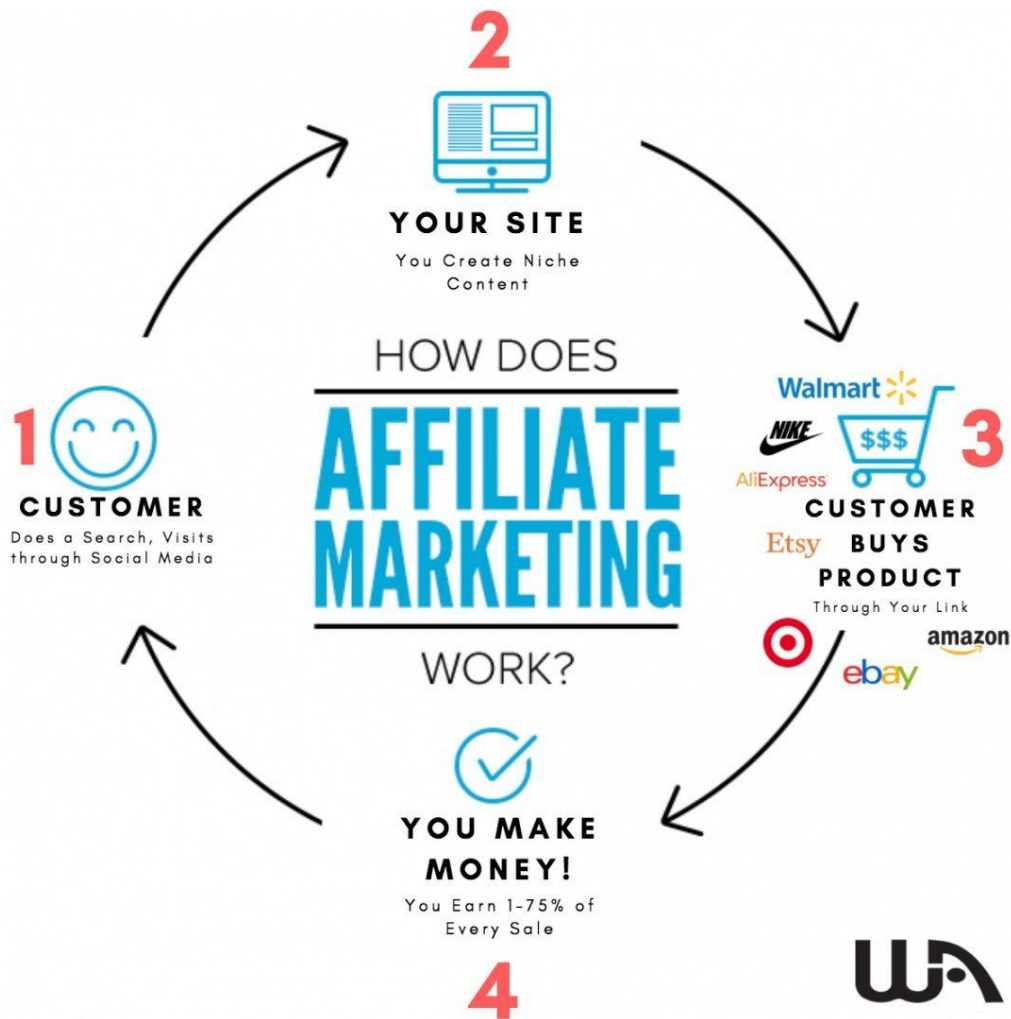 2
YOUR SITE
You Create Niche
Content
HOW DOES
AFFILIATE
MARKETING
WORK?
1
CUSTOMER
Does a Search, Visits
through Social Media
Walmart
NIKE
AliExpress
$$$
3
CUSTOMER
Etsy BUYS
PRODUCT
Through Your Link
amazon
ebay
YOU MAKE
MONEY!
You Earn 1-75% of
Every Sale
4
WA